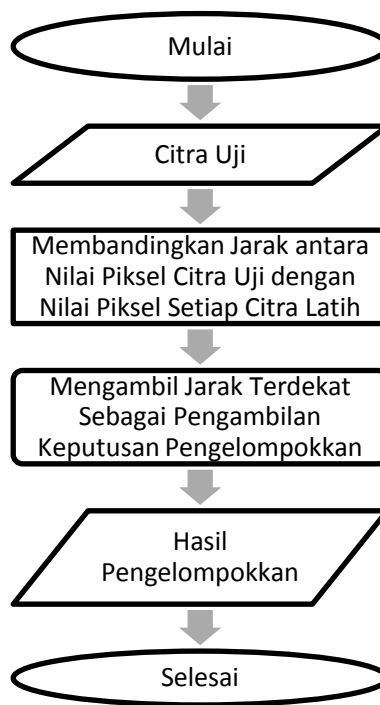 Mulai
Citra Uji
Membandingkan Jarak antara
Nilai Piksel Citra Uji dengan
Nilai Piksel Setiap Citra Latih
Mengambil Jarak Terdekat
Sebagai Pengambilan
Keputusan Pengelompokkan
Hasil
Pengelompokkan
Selesai